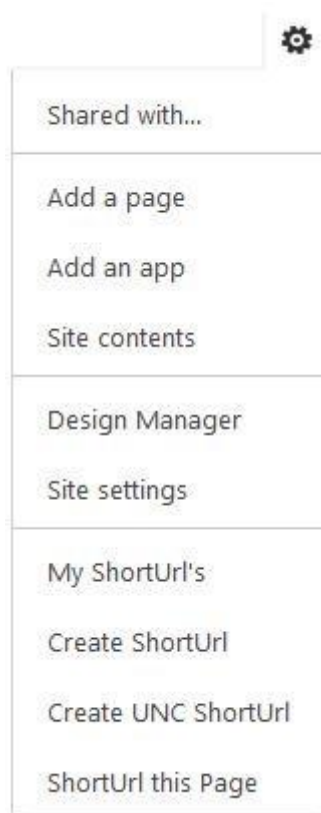 Shared with...
Add a page
Add an app
Site contents
Design Manager
Site settings
My ShortUrl's
Create ShortUrl
Create UNC ShortUrl
ShortUrl this Page